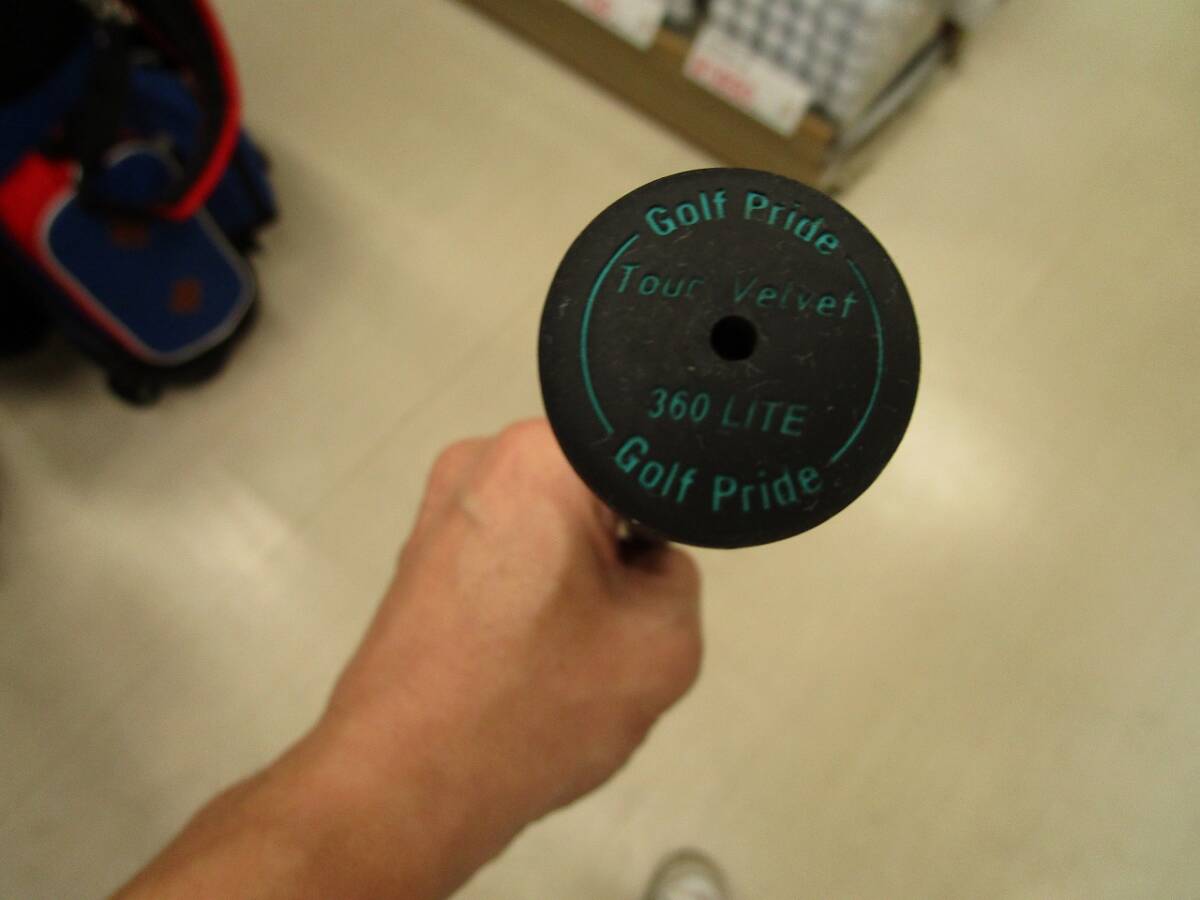 Golf Pride
Tour Velvet
360 LITE
Golf Pride